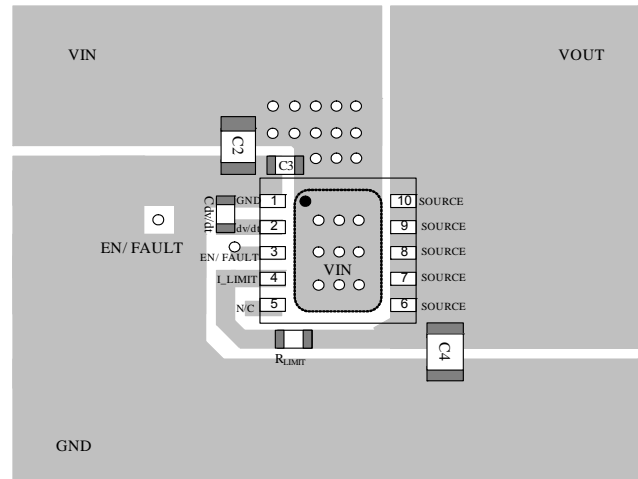 VIN
VOUT
C2
C3
Cdv/dt
GND 1
10 SOURCE
dv/dt 2
9 SOURCE
EN/ FAULT
EN/ FAULT 3
8 SOURCE
VIN
I_LIMIT 4
7 SOURCE
N/C 5
6 SOURCE
C4
RLIMIT
GND